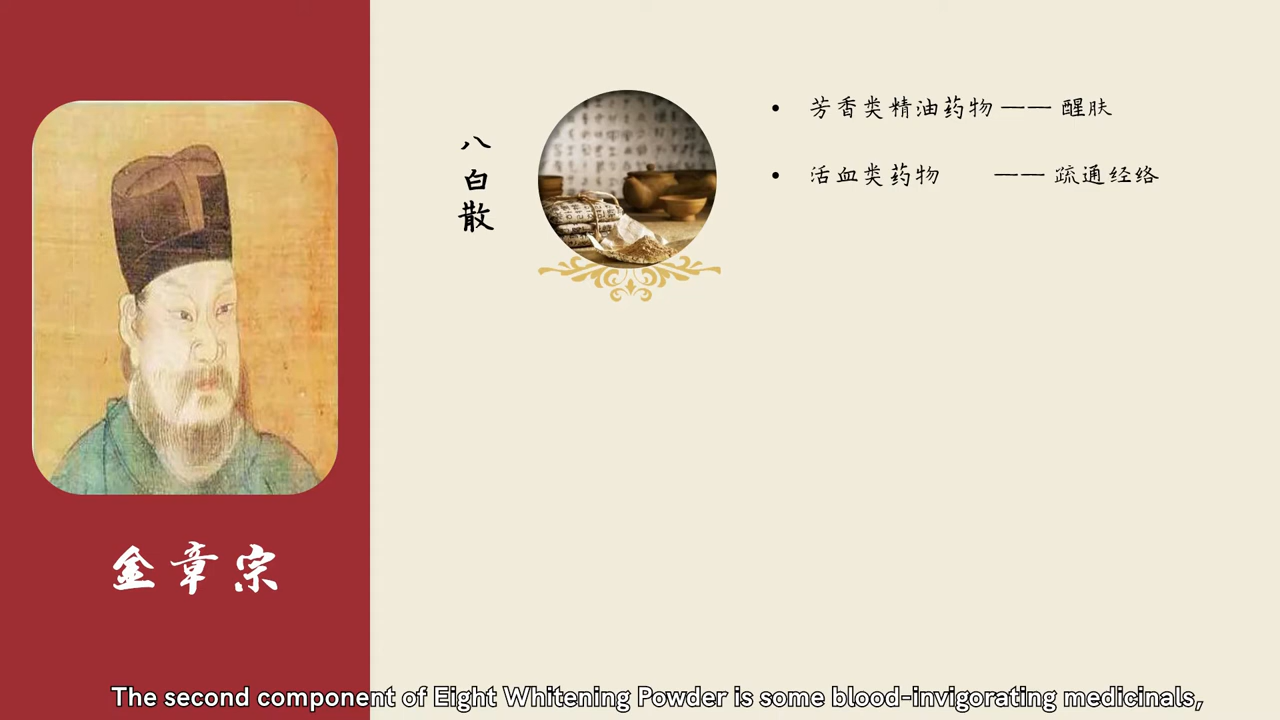 八白散
芳香类精油药物 —— 醒肤
活血类药物 —— 疏通经络
金章宗
The second component of Eight Whitening Powder is some blood-invigorating medicinals,